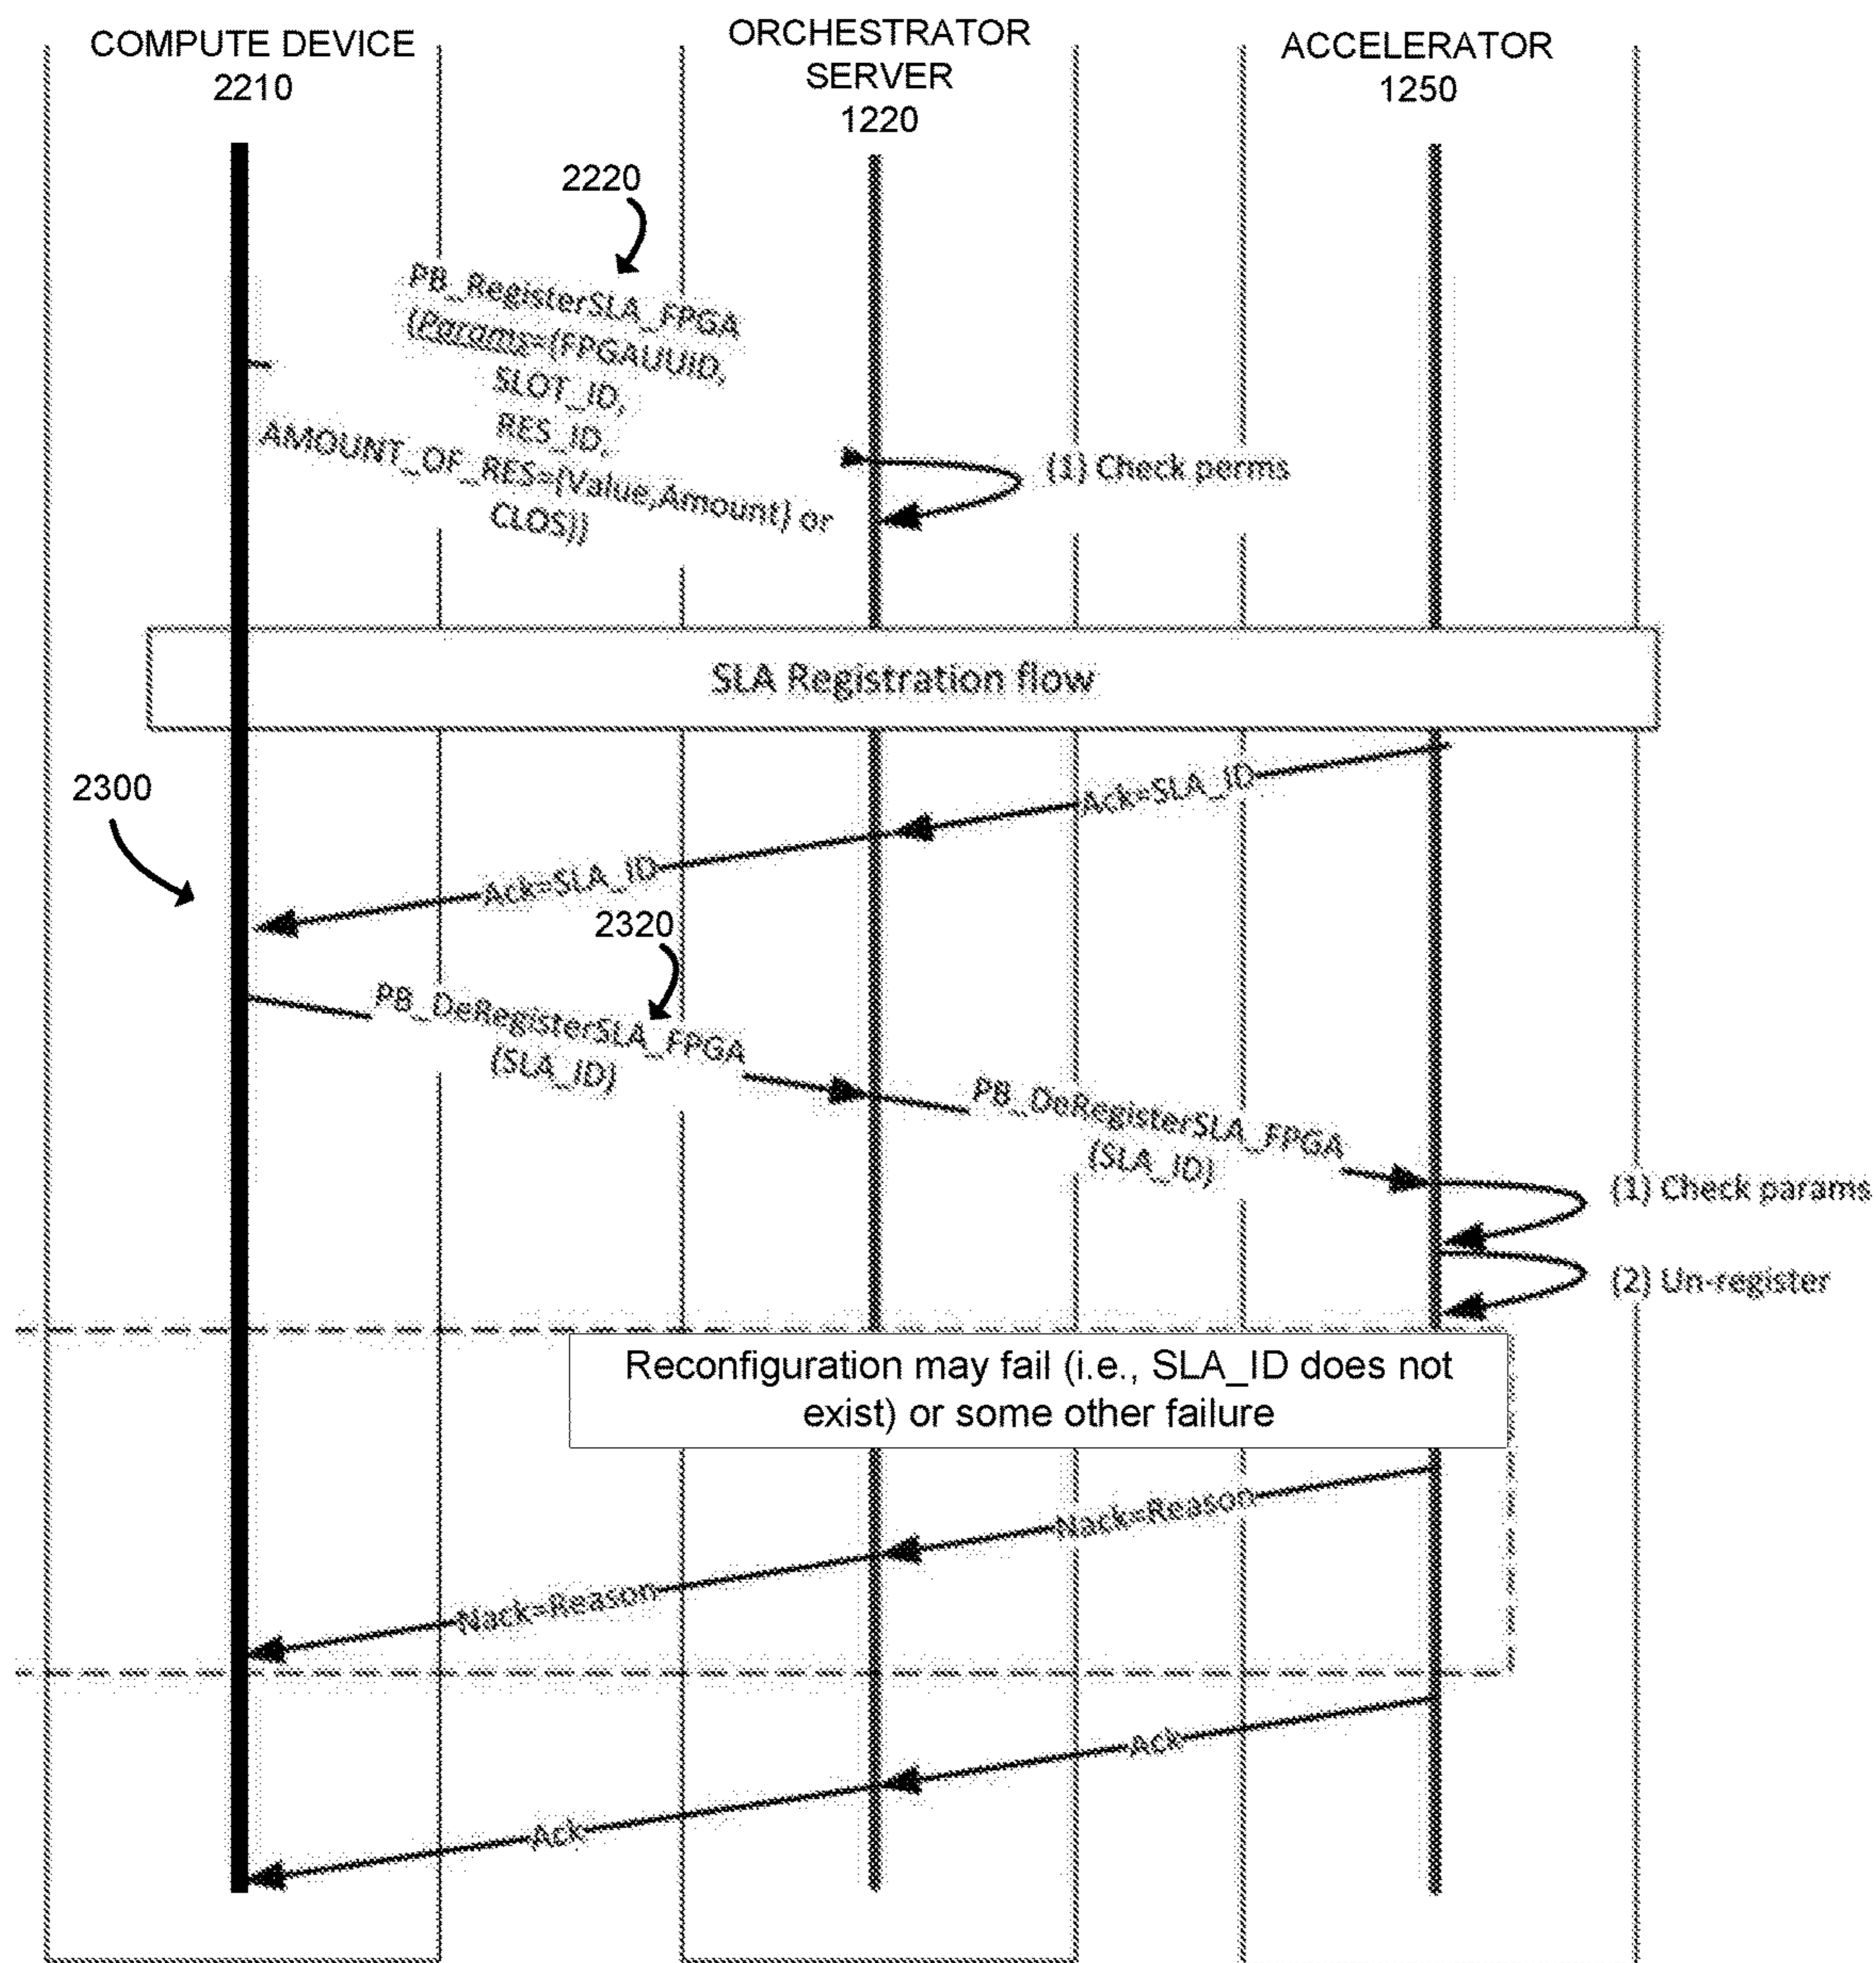 COMPUTE DEVICE
2210
ORCHESTRATOR
SERVER
1220
ACCELERATOR
1250
2220
PB_RegisterSLA_FPGA
(Params={FPGAUUID,
SLOT_ID,
RES_ID,
AMOUNT_OF_RES={Value,Amount} or
CLOS})
(1) Check perms
SLA Registration flow
2300
Ack=SLA_ID
Ack=SLA_ID
2320
PB_DeRegisterSLA_FPGA
(SLA_ID)
PB_DeRegisterSLA_FPGA
(SLA_ID)
(1) Check params
(2) Un-register
Reconfiguration may fail (i.e., SLA_ID does not
exist) or some other failure
Nack=Reason
Nack=Reason
Ack
Ack